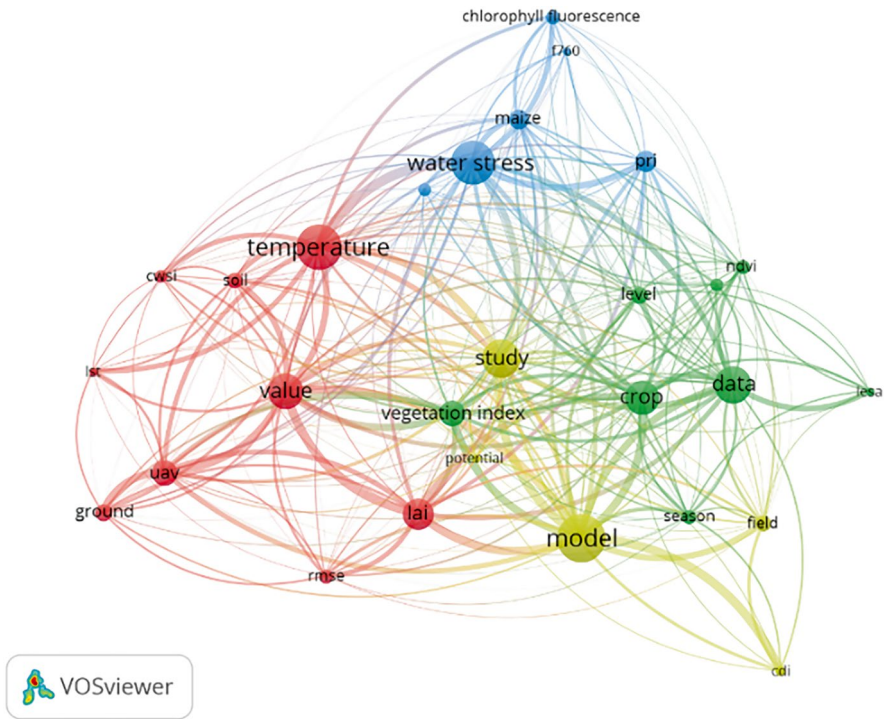 chlorophyll fluorescence
f760
maize
water stress
pri
temperature
ndvi
cwsi
soil
level
study
lst
value
data
crop
lesa
vegetation index
potential
uav
ground
lai
season
field
model
rmse
cdi
VOSviewer